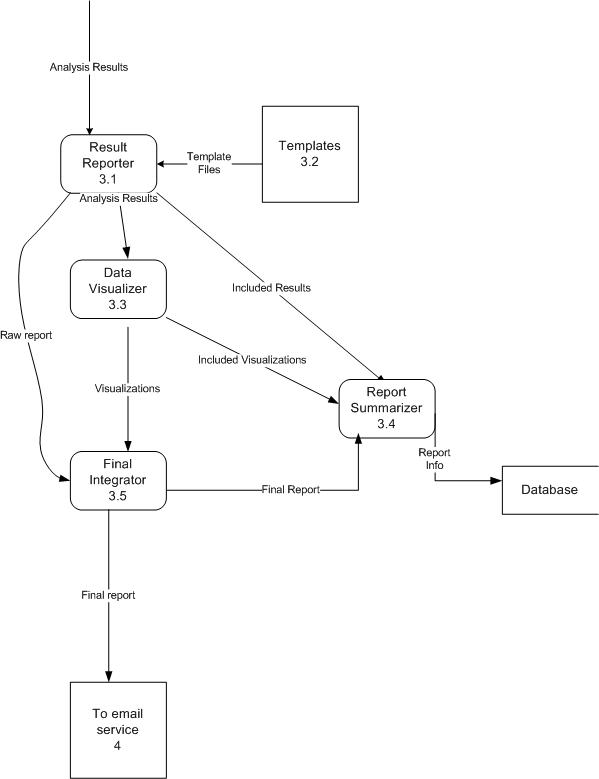 Analysis Results
Result
Reporter
3.1
Template
Files
Templates
3.2
Analysis Results
Data
Visualizer
3.3
Included Results
Raw report
Included Visualizations
Visualizations
Report
Summarizer
3.4
Report
Info
Final
Integrator
3.5
Final Report
Database
Final report
To email
service
4